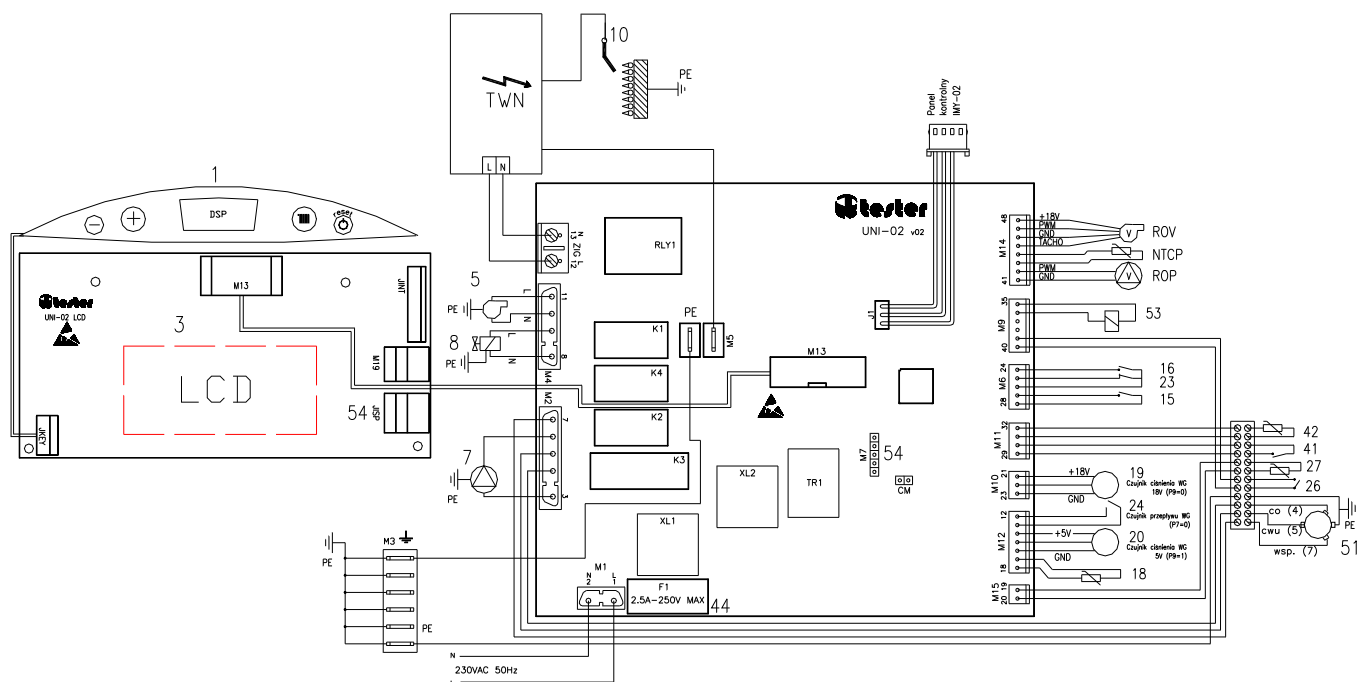 10
PE
TWN
L N
Panel
kontrolny
IMY-02
1
DSP
reset
M13
JINT
tester
UNI-02 LCD
3
LCD
M19
JISP
54
JKEY
5
PE
L
N
8
L
N
PE
7
PE
N
13
ZIG
L
12
11
8
M4
M2
7
3
RLY1
K1
K4
K2
K3
PE
M5
tester
UNI-02 v02
J1
M13
M7
54
CM
XL2
TR1
XL1
F1
2.5A-250V MAX
44
M1
N
2
L
1
M3
PE
PE
N
230VAC 50Hz
48
M14
41
+18V
PWM
GND
TACHO
PWM
GND
ROV
NTCP
ROP
35
M9
40
53
24
M6
28
16
23
15
32
M11
29
42
41
27
26
21
M10
23
+18V
GND
19
Czujnik ciśnienia WG
18V (P9=0)
24
Czujnik przepływu WG
(P7=0)
12
M12
18
+5V
GND
20
Czujnik ciśnienia WG
5V (P9=1)
18
M15
19
20
co (4)
cwu (5)
wsp. (7)
PE
51